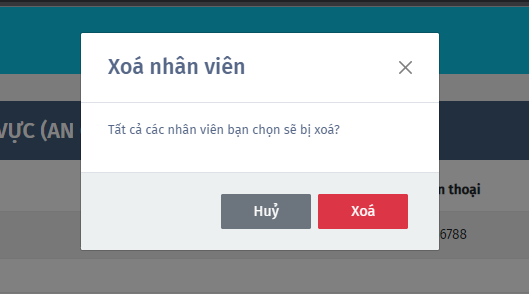 Xoá nhân viên
VỰC (AN
Tất cả các nhân viên bạn chọn sẽ bị xoá?
thoại
6788
Huỷ
Xoá